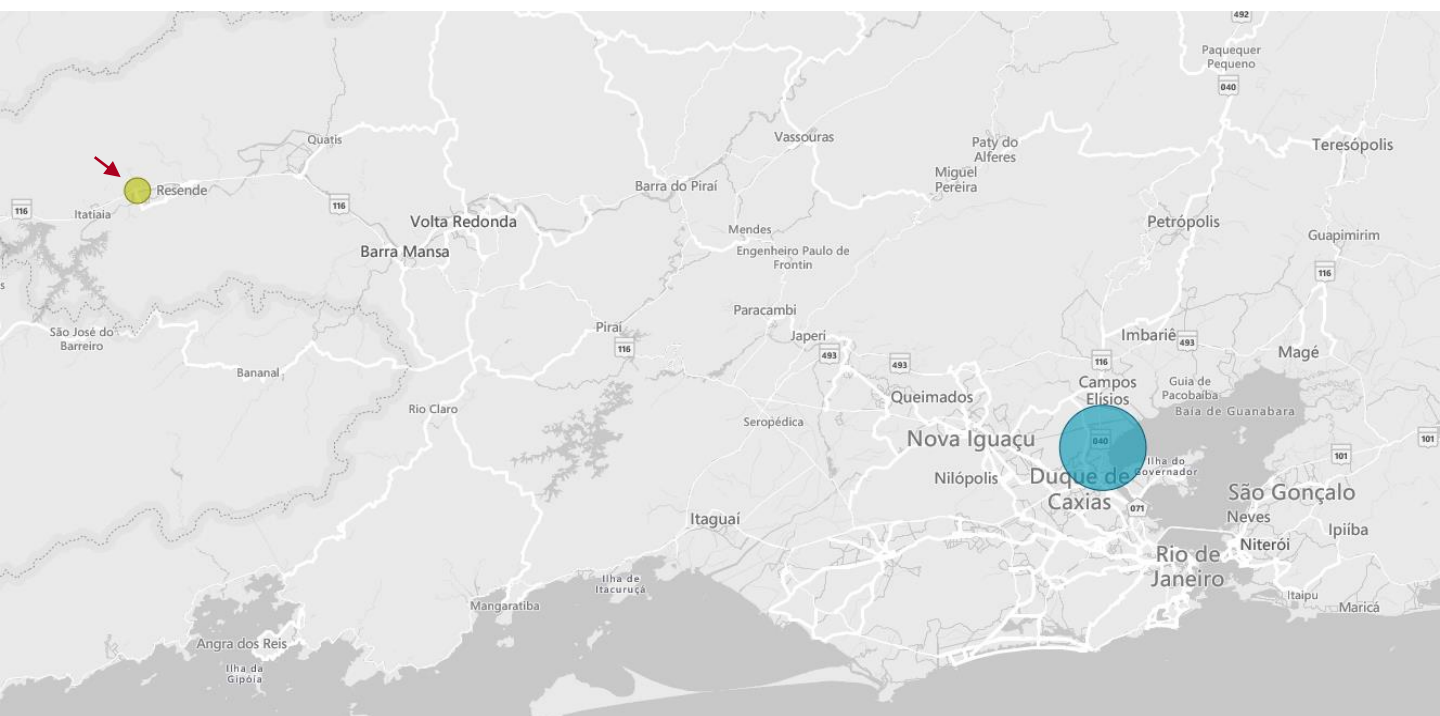 492
Paquequer
Pequeno
040
Quatis
Vassouras
Paty do
Alferes
Teresópolis
Miguel
Pereira
Resende
Barra do Piraí
116
Itatiaia
116
Volta Redonda
Mendes
Petrópolis
Guapimirim
Barra Mansa
Engenheiro Paulo de
Frontin
116
s
Paracambi
São José do
Barreiro
Piraí
Japeri
Imbariê
493
116
493
493
116
Magé
Bananal
Campos
Elísios
Guia de
Pacobaíba
Queimados
Rio Claro
Baía de Guanabara
Seropédica
Nova Iguaçu
040
101
101
Ilha do
Governador
Nilópolis
Duque de
Caxias
São Gonçalo
071
Neves
Itaguaí
Ipiíba
Niterói
Rio de
Janeiro
Ilha de
Itacuruçá
Mangaratiba
Itaipu
Maricá
Angra dos Reis
Ilha da
Gipóia